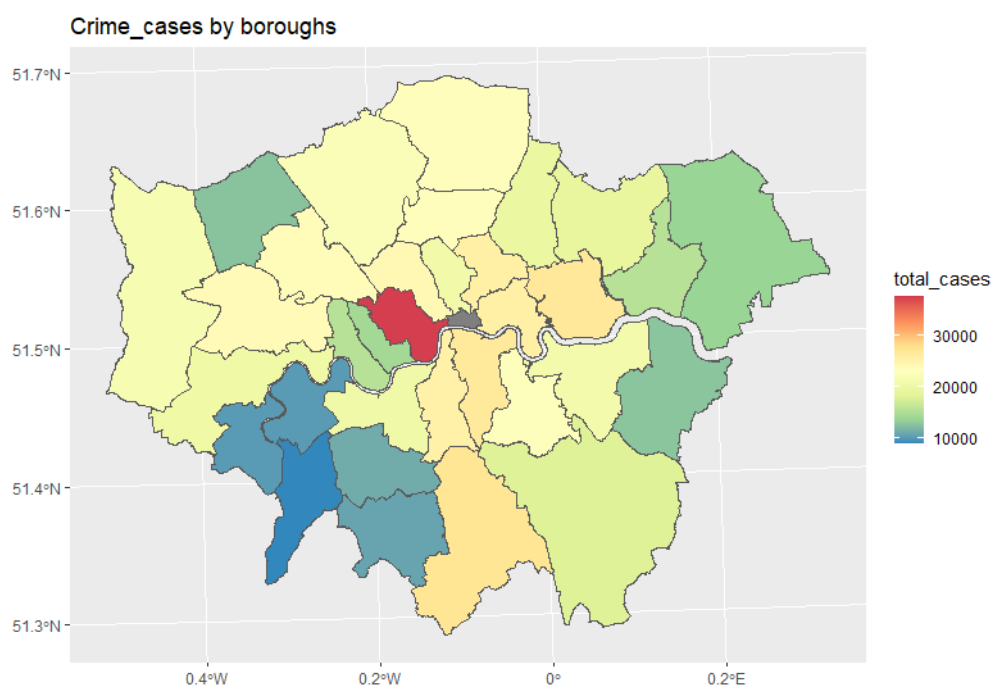 Crime_cases by boroughs
51.7°N
51.6°N
51.5°N
51.4°N
51.3°N
0.4°W
0.2°W
0°
0.2°E
total_cases
30000
20000
10000